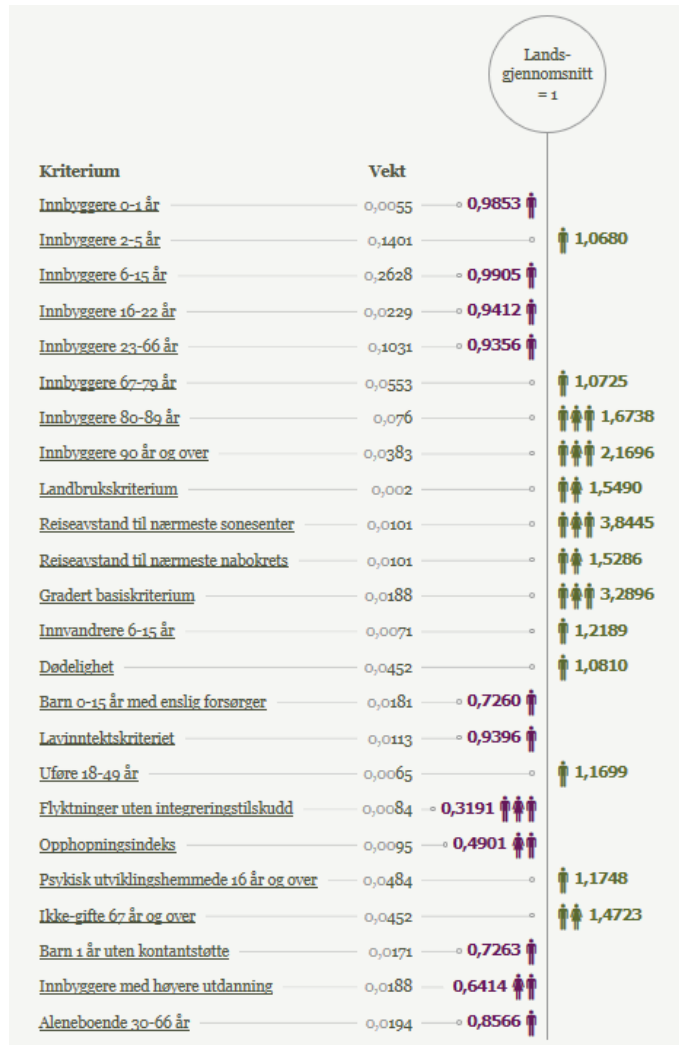 Lands-
gjennomsnitt
= 1
Kriterium Vekt
Innbyggere 0-1 år 0,0055 0,9853
Innbyggere 2-5 år 0,1401 1,0680
Innbyggere 6-15 år 0,2628 0,9905
Innbyggere 16-22 år 0,0229 0,9412
Innbyggere 23-66 år 0,1031 0,9356
Innbyggere 67-79 år 0,0553 1,0725
Innbyggere 80-89 år 0,076 1,6738
Innbyggere 90 år og over 0,0383 2,1696
Landbrukskriterium 0,002 1,5490
Reiseavstand til nærmeste sonesenter 0,0101 3,8445
Reiseavstand til nærmeste nabokrets 0,0101 1,5286
Gradert basiskriterium 0,0188 3,2896
Innvandrere 6-15 år 0,0071 1,2189
Dødelighet 0,0452 1,0810
Barn 0-15 år med enslig forsørger 0,0181 0,7260
Lavinntektskriteriet 0,0113 0,9396
Uføre 18-49 år 0,0065 1,1699
Flyktninger uten integreringstilskudd 0,0084 0,3191
Opphopningsindeks 0,0095 0,4901
Psykisk utviklingshemmede 16 år og over 0,0484 1,1748
Ikke-gifte 67 år og over 0,0452 1,4723
Barn 1 år uten kontantstøtte 0,0171 0,7263
Innbyggere med høyere utdanning 0,0188 0,6414
Aleneboende 30-66 år 0,0194 0,8566